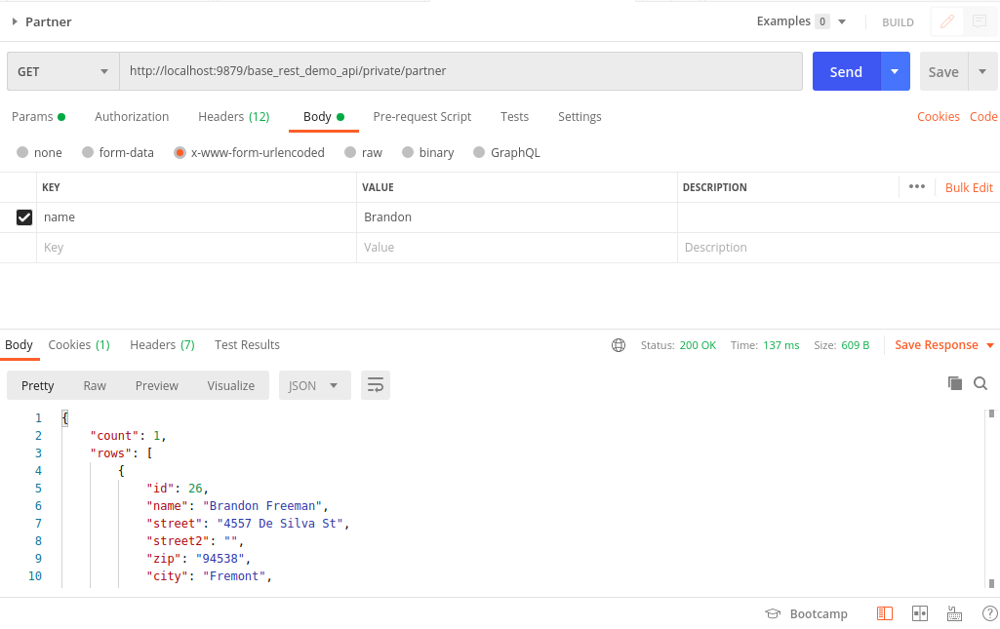 Partner
Examples 0 BUILD
GET http://localhost:9879/base_rest_demo_api/private/partner Send Save
Params Authorization Headers (12) Body Pre-request Script Tests Settings Cookies Code
none form-data x-www-form-urlencoded raw binary GraphQL
KEY VALUE DESCRIPTION ••• Bulk Edit
name Brandon
Key Value Description
Body Cookies (1) Headers (7) Test Results Status: 200 OK Time: 137 ms Size: 609 B Save Response
Pretty Raw Preview Visualize JSON
1 {
2 "count": 1,
3 "rows": [
4 {
5 "id": 26,
6 "name": "Brandon Freeman",
7 "street": "4557 De Silva St",
8 "street2": "",
9 "zip": "94538",
10 "city": "Fremont",
Bootcamp ?